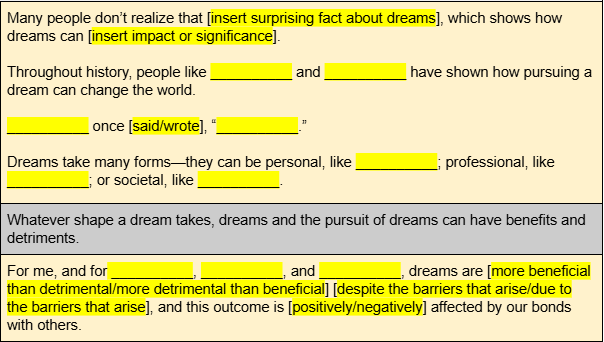 Many people don't realize that [insert surprising fact about dreams], which shows how
dreams can [insert impact or significance].
Throughout history, people like __________ and __________ have shown how pursuing a
dream can change the world.
__________ once [said/wrote], “__________.”
Dreams take many forms—they can be personal, like __________; professional, like
__________; or societal, like __________.
Whatever shape a dream takes, dreams and the pursuit of dreams can have benefits and
detriments.
For me, and for __________, __________, and __________, dreams are [more beneficial
than detrimental/more detrimental than beneficial] [despite the barriers that arise/due to
the barriers that arise], and this outcome is [positively/negatively] affected by our bonds
with others.